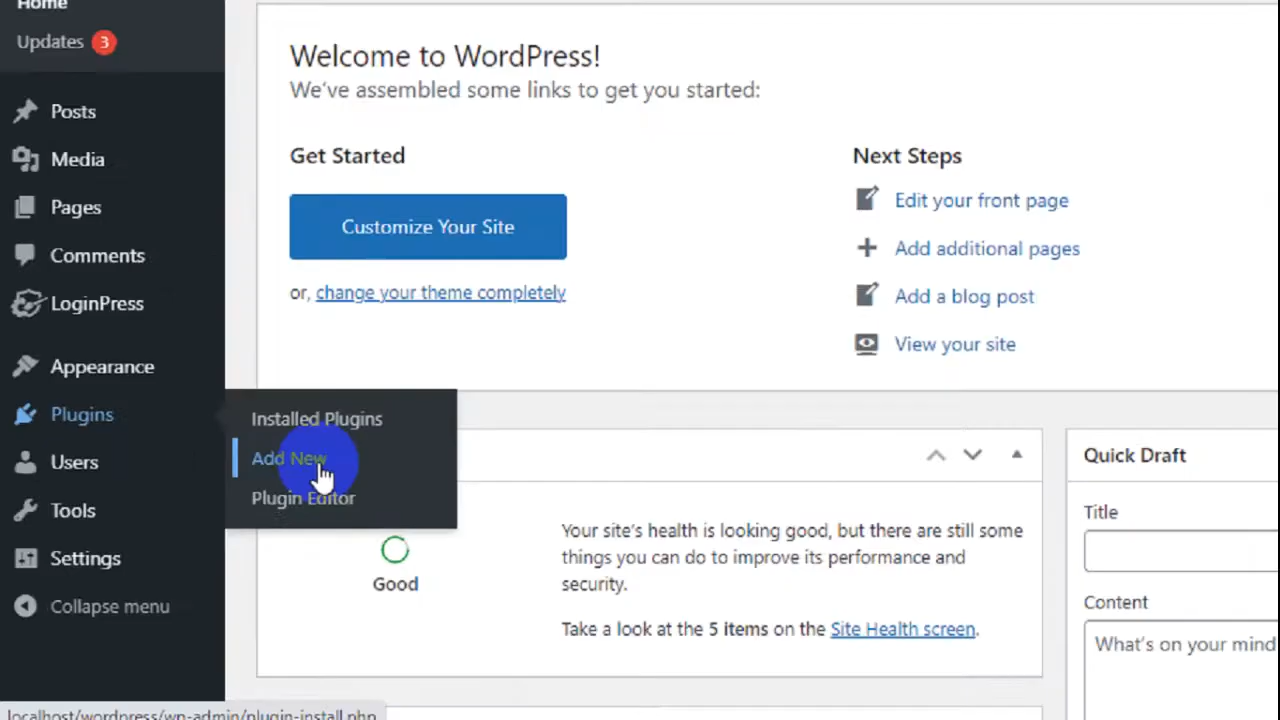 Home
Updates 3
Posts
Media
Pages
Comments
LoginPress
Appearance
Plugins
Users
Tools
Settings
Collapse menu
Installed Plugins
Add New
Plugin Editor
Welcome to WordPress!
We've assembled some links to get you started:
Get Started
Customize Your Site
or, change your theme completely
Next Steps
Edit your front page
Add additional pages
Add a blog post
View your site
Good
Your site's health is looking good, but there are still some
things you can do to improve its performance and
security.
Take a look at the 5 items on the Site Health screen.
Quick Draft
Title
Content
What's on your mind
localhost/wordpress/wp-admin/plugin-install.php